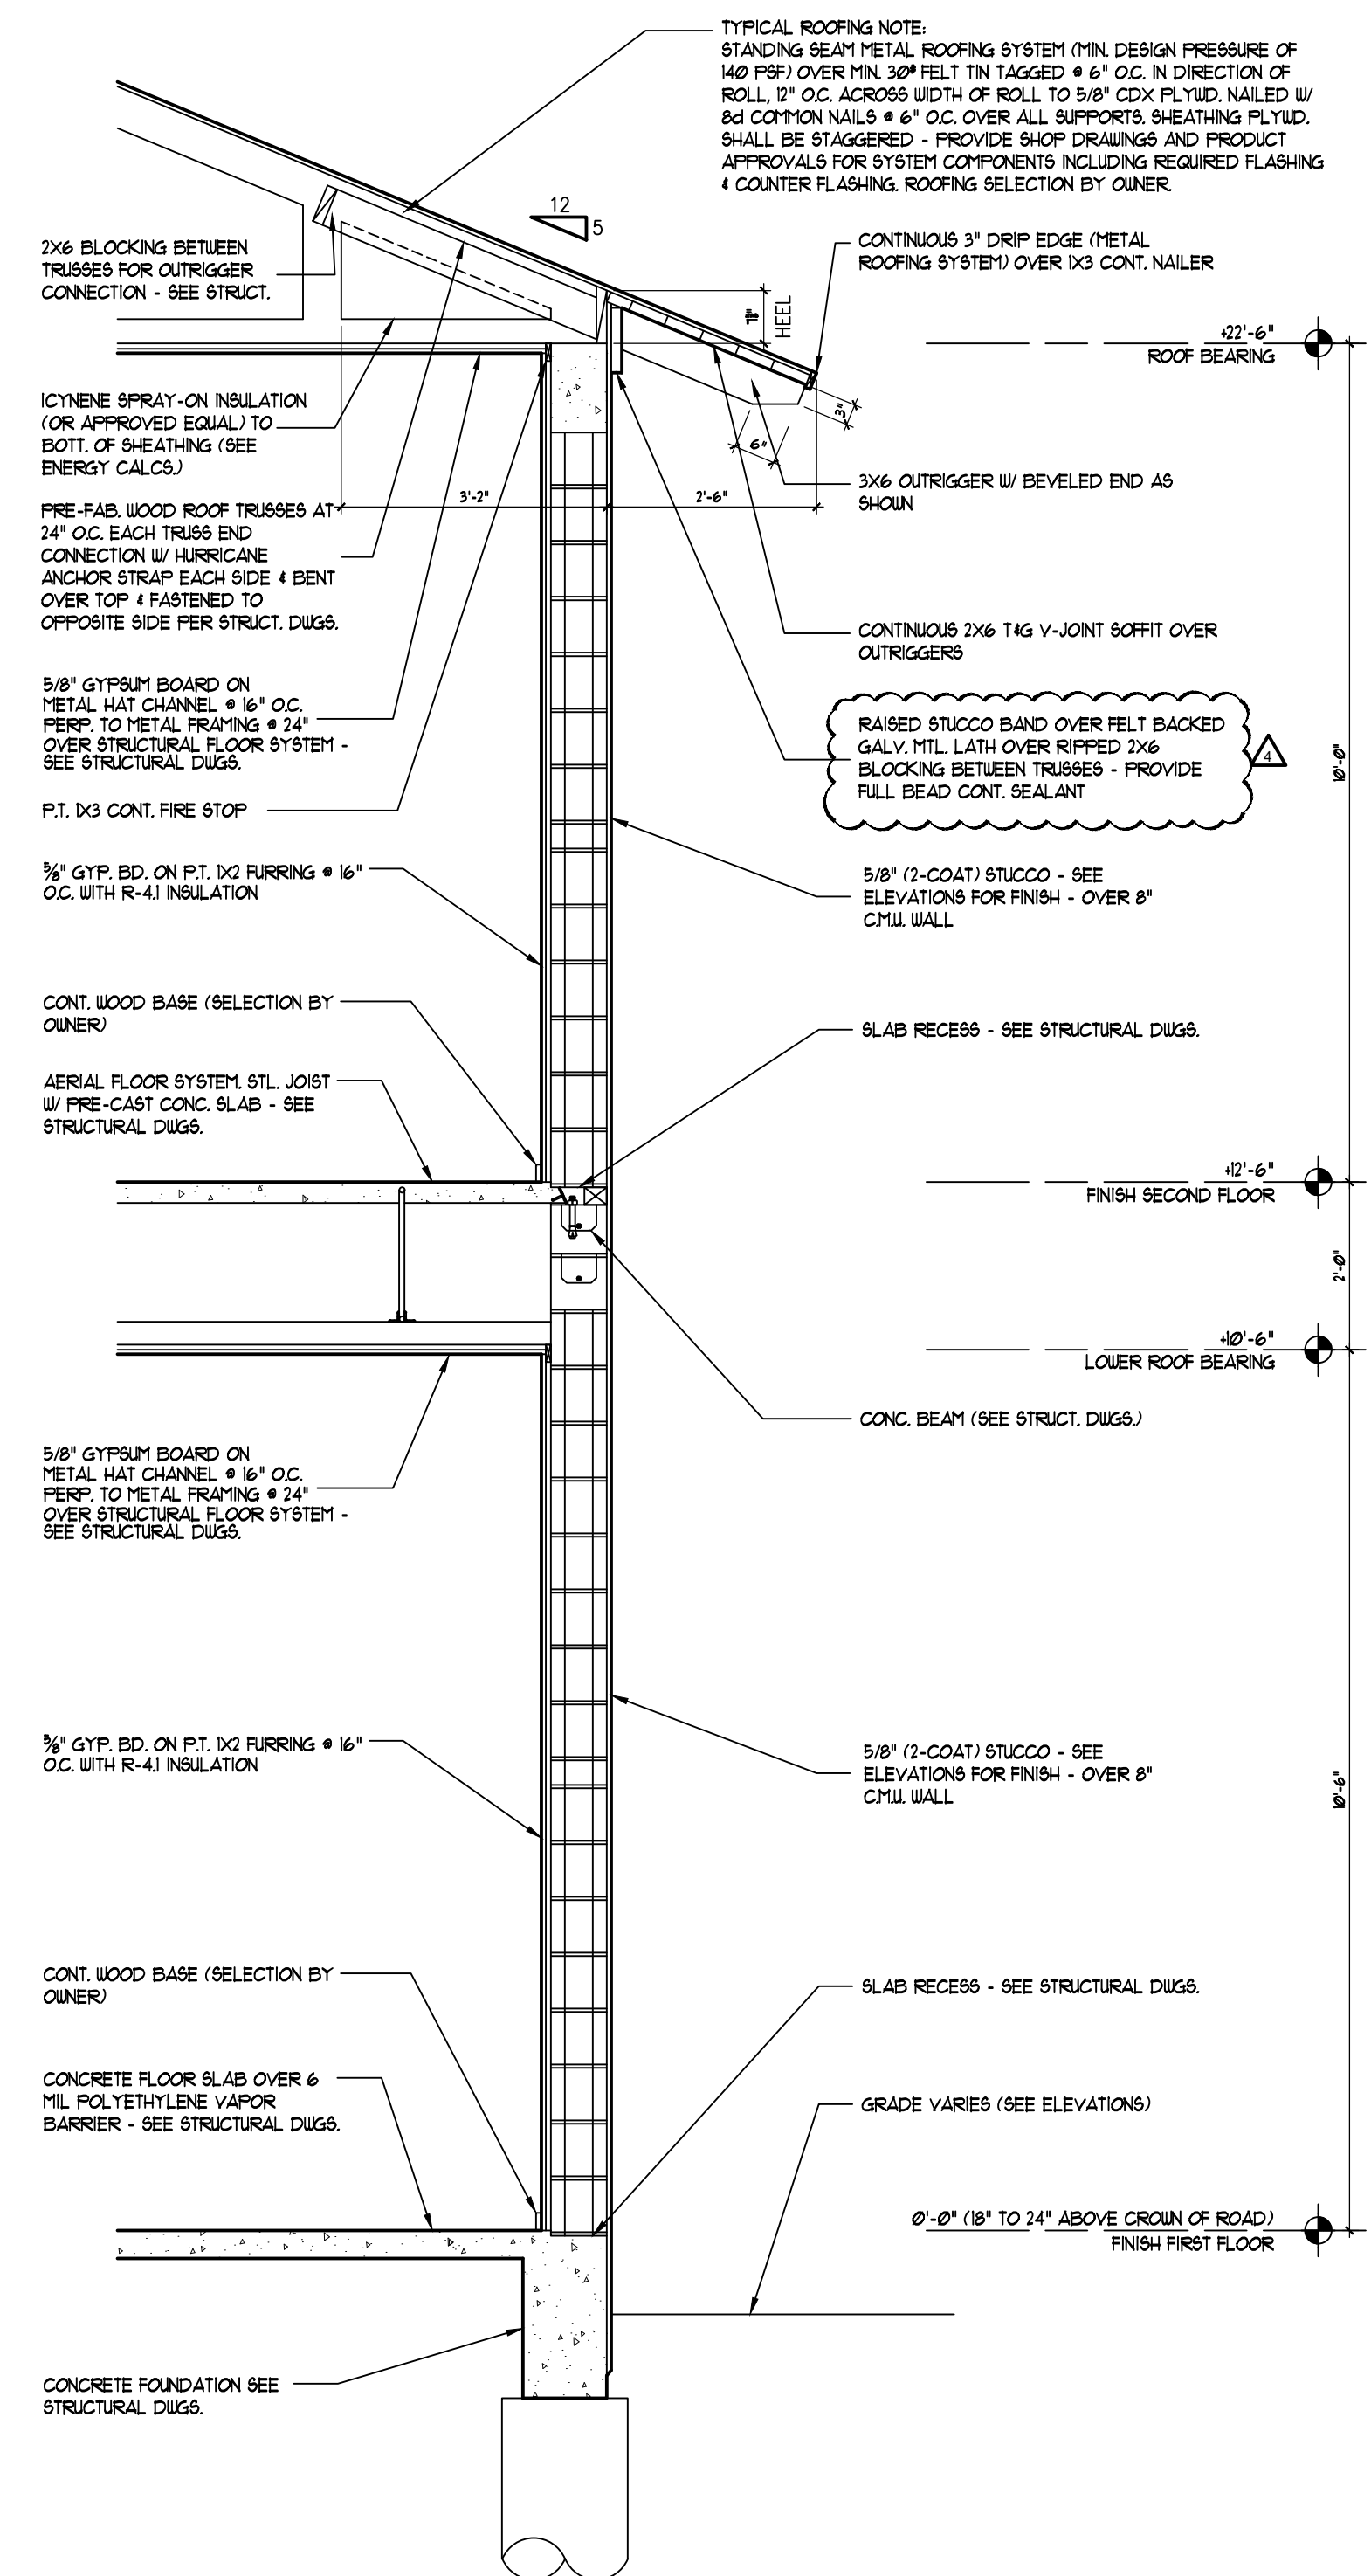 TYPICAL ROOFING NOTE:
STANDING SEAM METAL ROOFING SYSTEM (MIN. DESIGN PRESSURE OF
140 PSF) OVER MIN. 30# FELT TIN TAGGED @ 6" O.C. IN DIRECTION OF
ROLL, 12" O.C. ACROSS WIDTH OF ROLL TO 5/8" CDX PLYWD. NAILED W/
8d COMMON NAILS @ 6" O.C. OVER ALL SUPPORTS. SHEATHING PLYWD.
SHALL BE STAGGERED - PROVIDE SHOP DRAWINGS AND PRODUCT
APPROVALS FOR SYSTEM COMPONENTS INCLUDING REQUIRED FLASHING
& COUNTER FLASHING. ROOFING SELECTION BY OWNER.
12
5
2X6 BLOCKING BETWEEN
TRUSSES FOR OUTRIGGER
CONNECTION - SEE STRUCT.
CONTINUOUS 3" DRIP EDGE (METAL
ROOFING SYSTEM) OVER 1X3 CONT. NAILER
HEEL
+22'-6"
ROOF BEARING
ICYNENE SPRAY-ON INSULATION
(OR APPROVED EQUAL) TO
BOTT. OF SHEATHING (SEE
ENERGY CALCS.)
3"
6"
3X6 OUTRIGGER W/ BEVELED END AS
SHOWN
3'-2"
2'-6"
PRE-FAB. WOOD ROOF TRUSSES AT
24" O.C. EACH TRUSS END
CONNECTION W/ HURRICANE
ANCHOR STRAP EACH SIDE & BENT
OVER TOP & FASTENED TO
OPPOSITE SIDE PER STRUCT. DWGS.
CONTINUOUS 2X6 T&G V-JOINT SOFFIT OVER
OUTRIGGERS
5/8" GYPSUM BOARD ON
METAL HAT CHANNEL @ 16" O.C.
PERP. TO METAL FRAMING @ 24"
OVER STRUCTURAL FLOOR SYSTEM -
SEE STRUCTURAL DWGS.
RAISED STUCCO BAND OVER FELT BACKED
GALV. MTL. LATH OVER RIPPED 2X6
BLOCKING BETWEEN TRUSSES - PROVIDE
FULL BEAD CONT. SEALANT
4
10'-0"
P.T. 1X3 CONT. FIRE STOP
5/8" GYP. BD. ON P.T. 1X2 FURRING @ 16"
O.C. WITH R-4.1 INSULATION
5/8" (2-COAT) STUCCO - SEE
ELEVATIONS FOR FINISH - OVER 8"
C.M.U. WALL
CONT. WOOD BASE (SELECTION BY
OWNER)
SLAB RECESS - SEE STRUCTURAL DWGS.
AERIAL FLOOR SYSTEM. STL. JOIST
W/ PRE-CAST CONC. SLAB - SEE
STRUCTURAL DWGS.
+12'-6"
FINISH SECOND FLOOR
2'-0"
+10'-6"
LOWER ROOF BEARING
CONC. BEAM (SEE STRUCT. DWGS.)
5/8" GYPSUM BOARD ON
METAL HAT CHANNEL @ 16" O.C.
PERP. TO METAL FRAMING @ 24"
OVER STRUCTURAL FLOOR SYSTEM -
SEE STRUCTURAL DWGS.
5/8" GYP. BD. ON P.T. 1X2 FURRING @ 16"
O.C. WITH R-4.1 INSULATION
5/8" (2-COAT) STUCCO - SEE
ELEVATIONS FOR FINISH - OVER 8"
C.M.U. WALL
10'-6"
CONT. WOOD BASE (SELECTION BY
OWNER)
SLAB RECESS - SEE STRUCTURAL DWGS.
CONCRETE FLOOR SLAB OVER 6
MIL POLYETHYLENE VAPOR
BARRIER - SEE STRUCTURAL DWGS.
GRADE VARIES (SEE ELEVATIONS)
0'-0" (18" TO 24" ABOVE CROWN OF ROAD)
FINISH FIRST FLOOR
CONCRETE FOUNDATION SEE
STRUCTURAL DWGS.